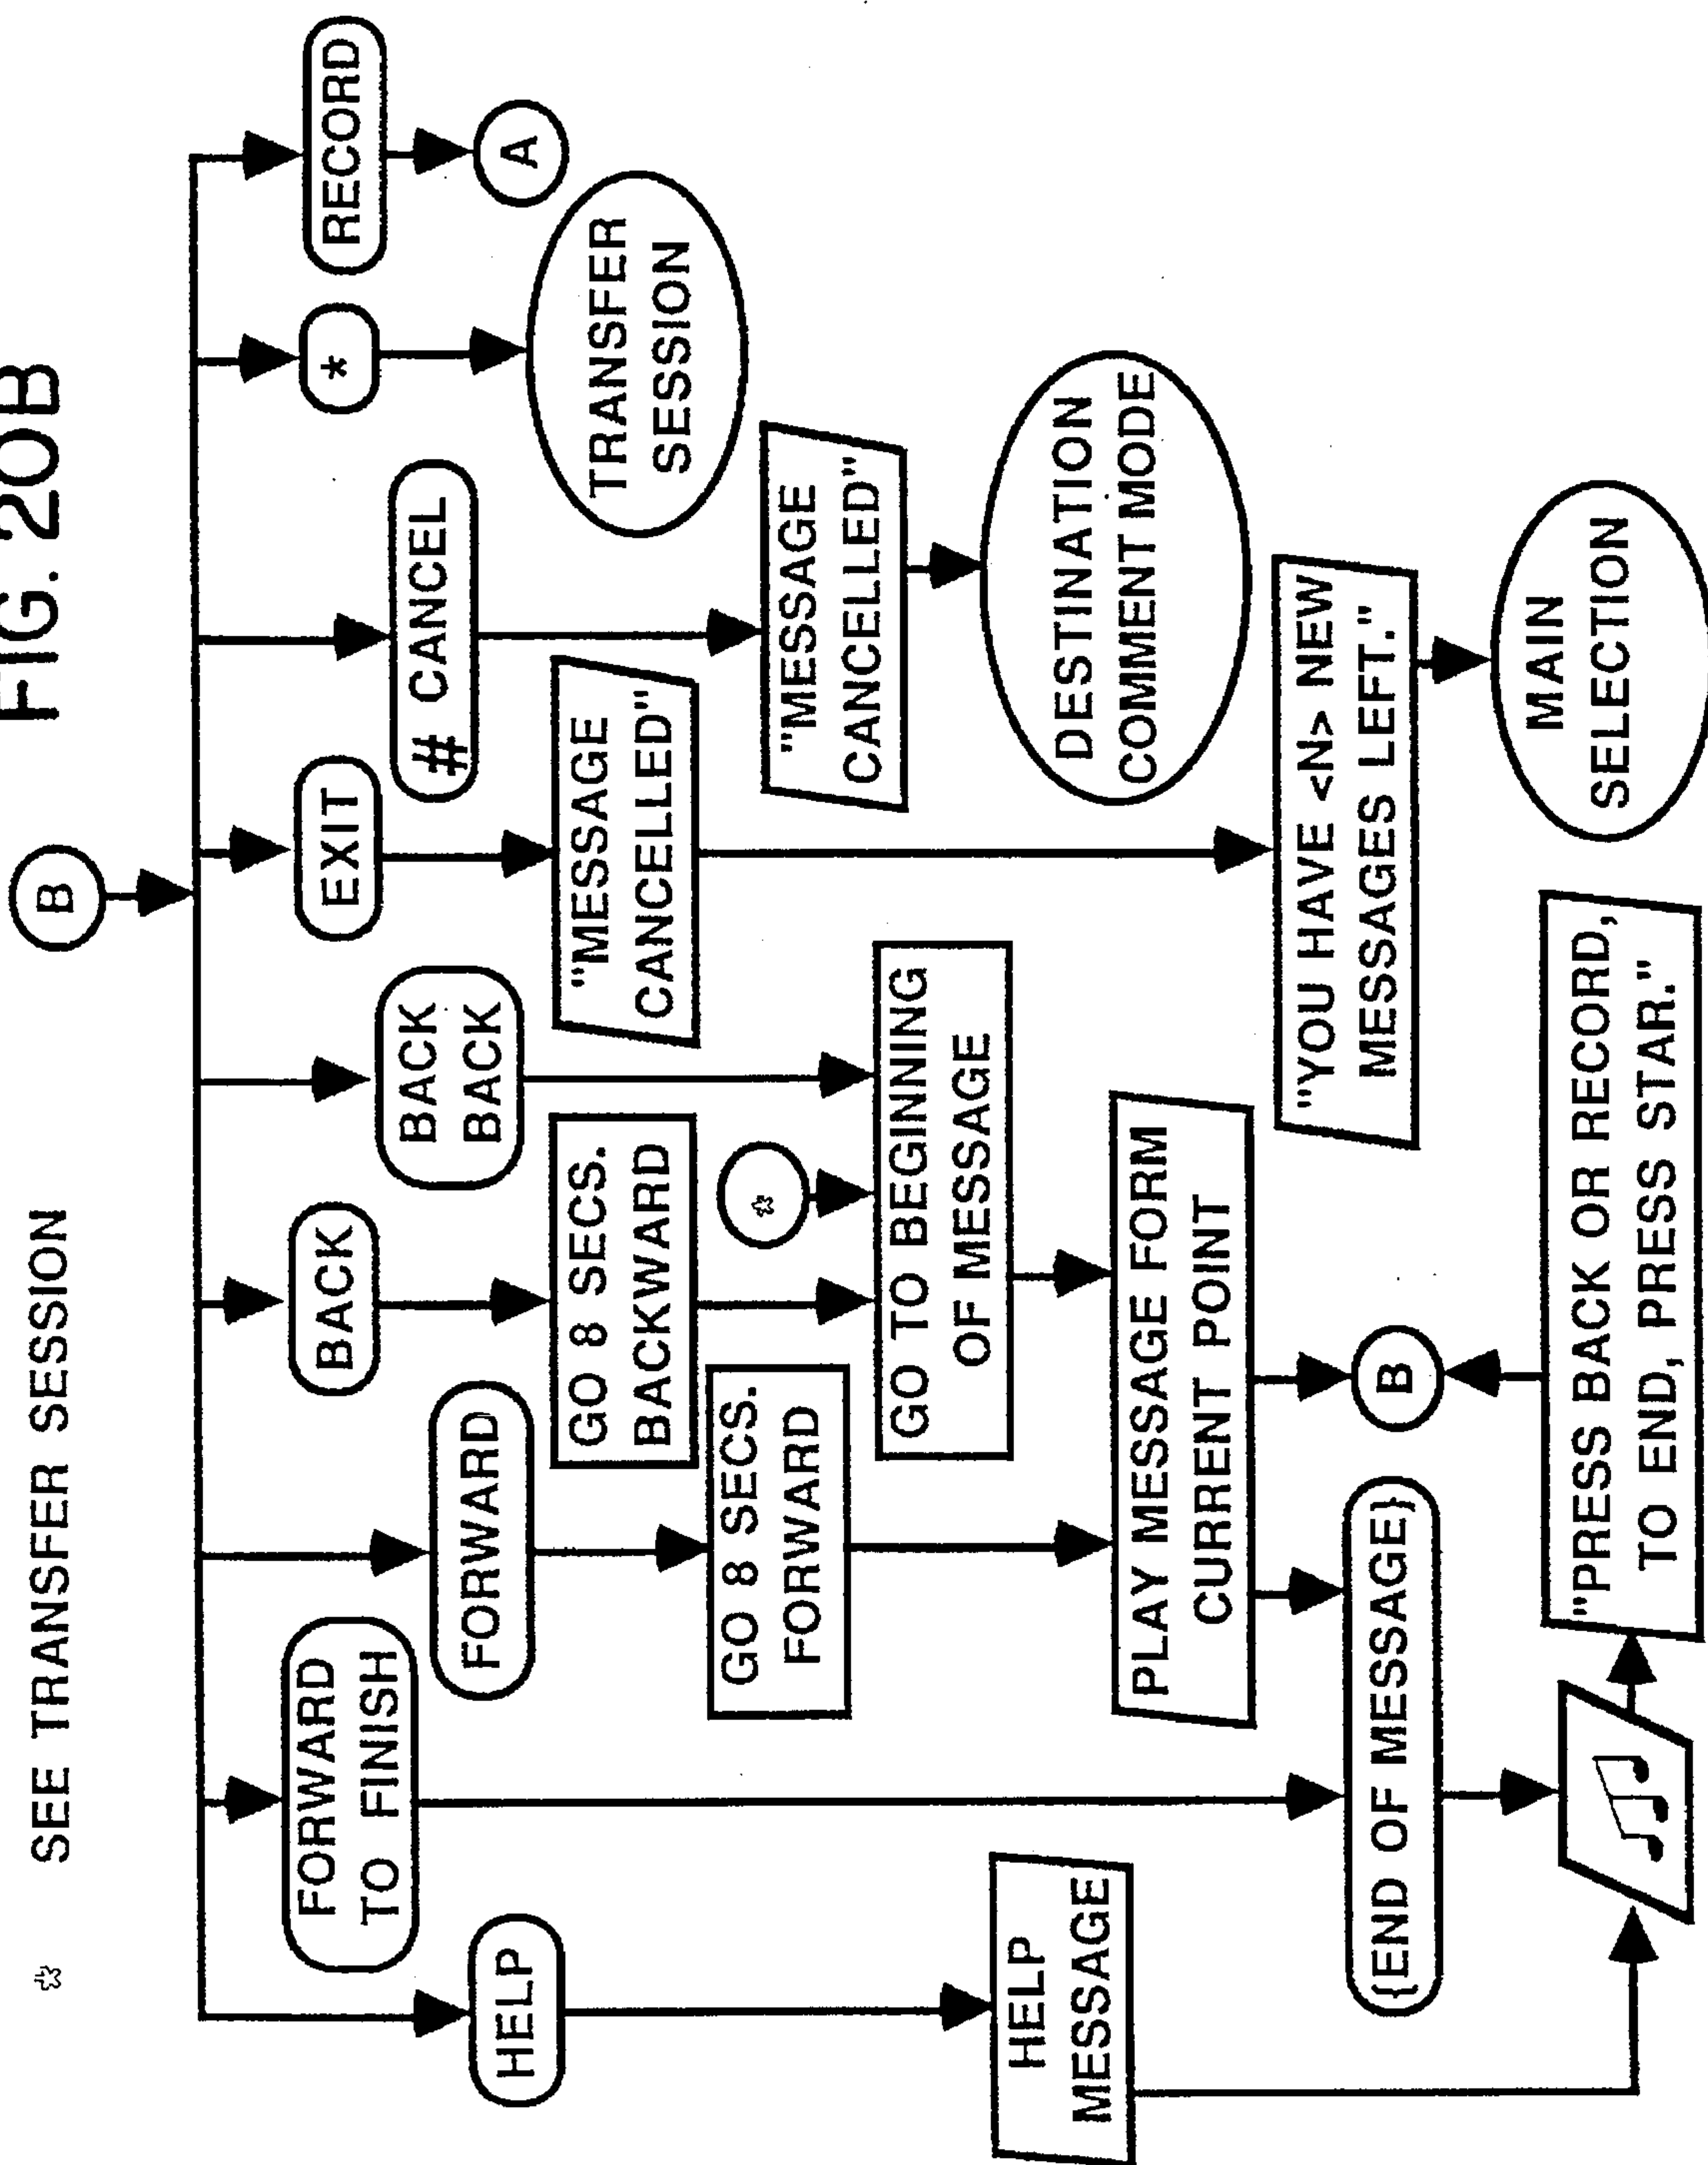 FIG. 20B
* SEE TRANSFER SESSION
B
HELP
FORWARD
TO FINISH
FORWARD
BACK
BACK
BACK
EXIT
# CANCEL
*
RECORD
A
GO 8 SECS.
BACKWARD
"MESSAGE
CANCELLED"
TRANSFER
SESSION
GO 8 SECS.
FORWARD
*
"MESSAGE
CANCELLED"
GO TO BEGINNING
OF MESSAGE
DESTINATION
COMMENT MODE
HELP
MESSAGE
PLAY MESSAGE FORM
CURRENT POINT
"YOU HAVE <N> NEW
MESSAGES LEFT."
{END OF MESSAGE}
B
MAIN
SELECTION
"PRESS BACK OR RECORD,
TO END, PRESS STAR."